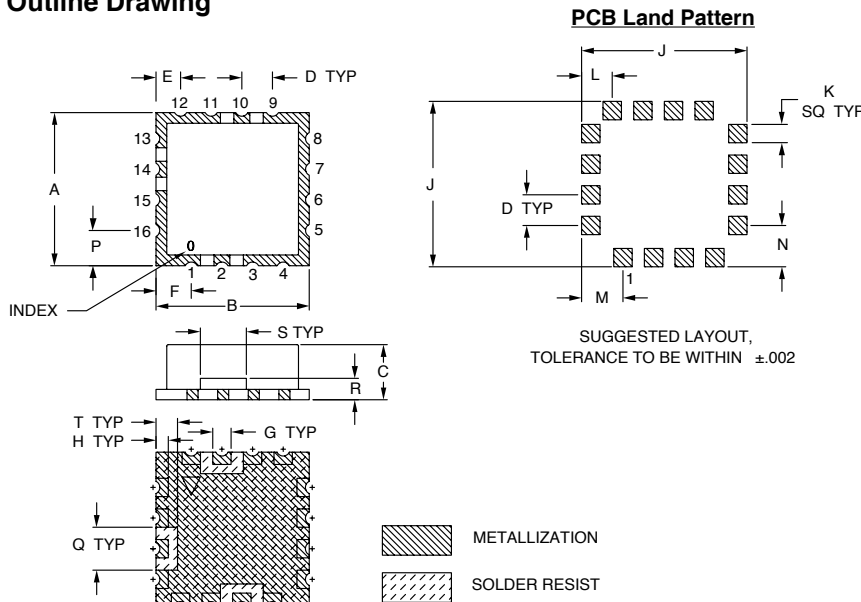 Outline Drawing
PCB Land Pattern
E
D TYP
12 11 10 9
13
14
15
16
8
7
6
5
A
P
0
1 2 3 4
F
B
INDEX
J
L
K
SQ TYP
J
D TYP
N
1
M
SUGGESTED LAYOUT,
TOLERANCE TO BE WITHIN ±.002
S TYP
C
R
T TYP
H TYP
G TYP
Q TYP
METALLIZATION
SOLDER RESIST